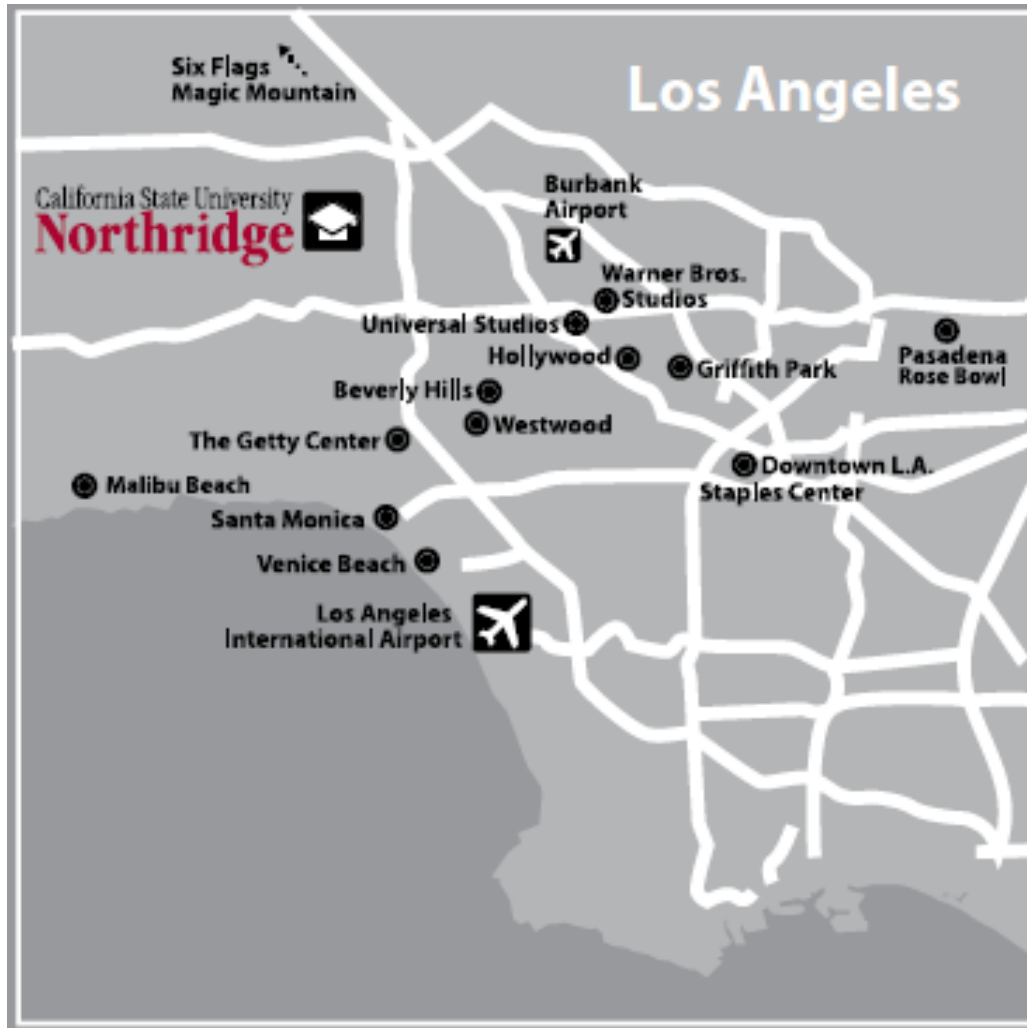 Six Flags
Magic Mountain
Los Angeles
California State University
Northridge
Burbank
Airport
Warner Bros.
Studios
Universal Studios
Hollywood
Griffith Park
Pasadena
Rose Bowl
Beverly Hills
Westwood
The Getty Center
Downtown L.A.
Staples Center
Malibu Beach
Santa Monica
Venice Beach
Los Angeles
International Airport